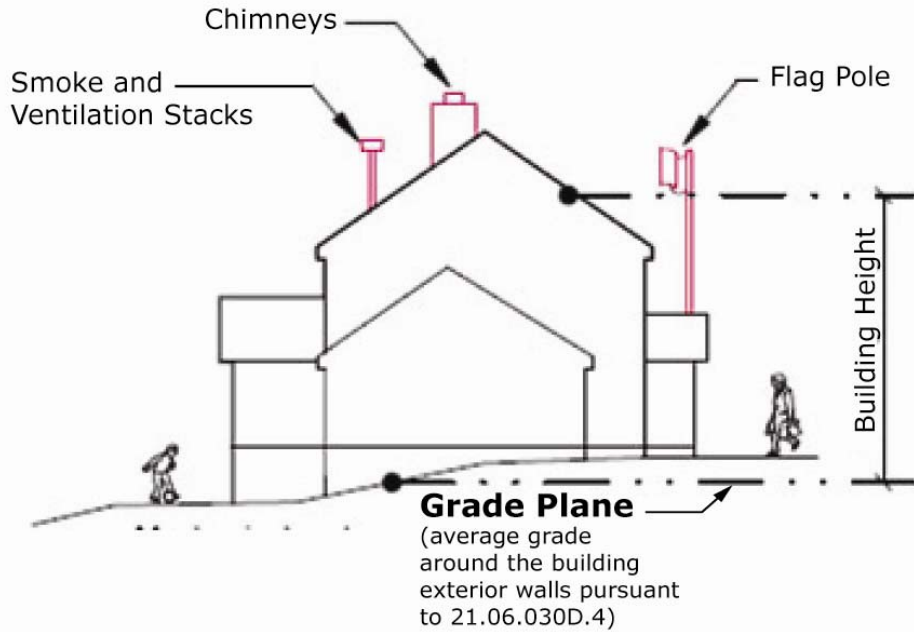 Chimneys
Smoke and
Ventilation Stacks
Flag Pole
Building Height
Grade Plane
(average grade
around the building
exterior walls pursuant
to 21.06.030D.4)